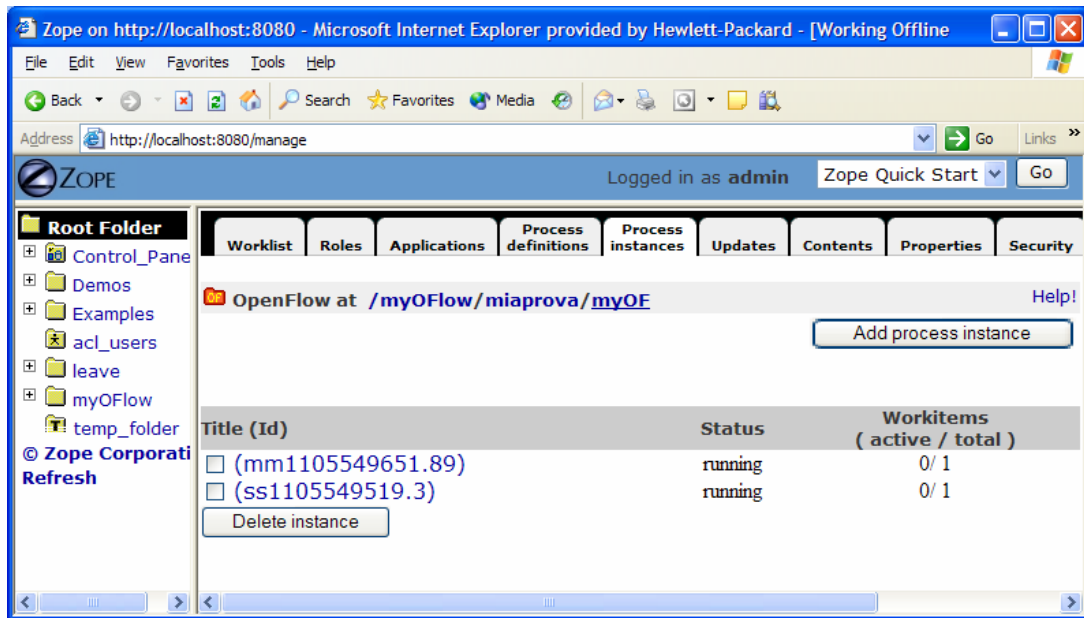 Zope on http://localhost:8080 - Microsoft Internet Explorer provided by Hewlett-Packard - [Working Offline
File Edit View Favorites Tools Help
Back Search Favorites Media
Address http://localhost:8080/manage Go Links »
ZOPE Logged in as admin Zope Quick Start Go
Root Folder
Control_Pane
Demos
Examples
acl_users
leave
myOFlow
temp_folder
© Zope Corporati
Refresh
Worklist Roles Applications Process definitions Process instances Updates Contents Properties Security
OF OpenFlow at /myOFlow/miaprova/myOF Help!
Add process instance
Title (Id) Status Workitems
( active / total )
(mm1105549651.89) running 0/ 1
(ss1105549519.3) running 0/ 1
Delete instance